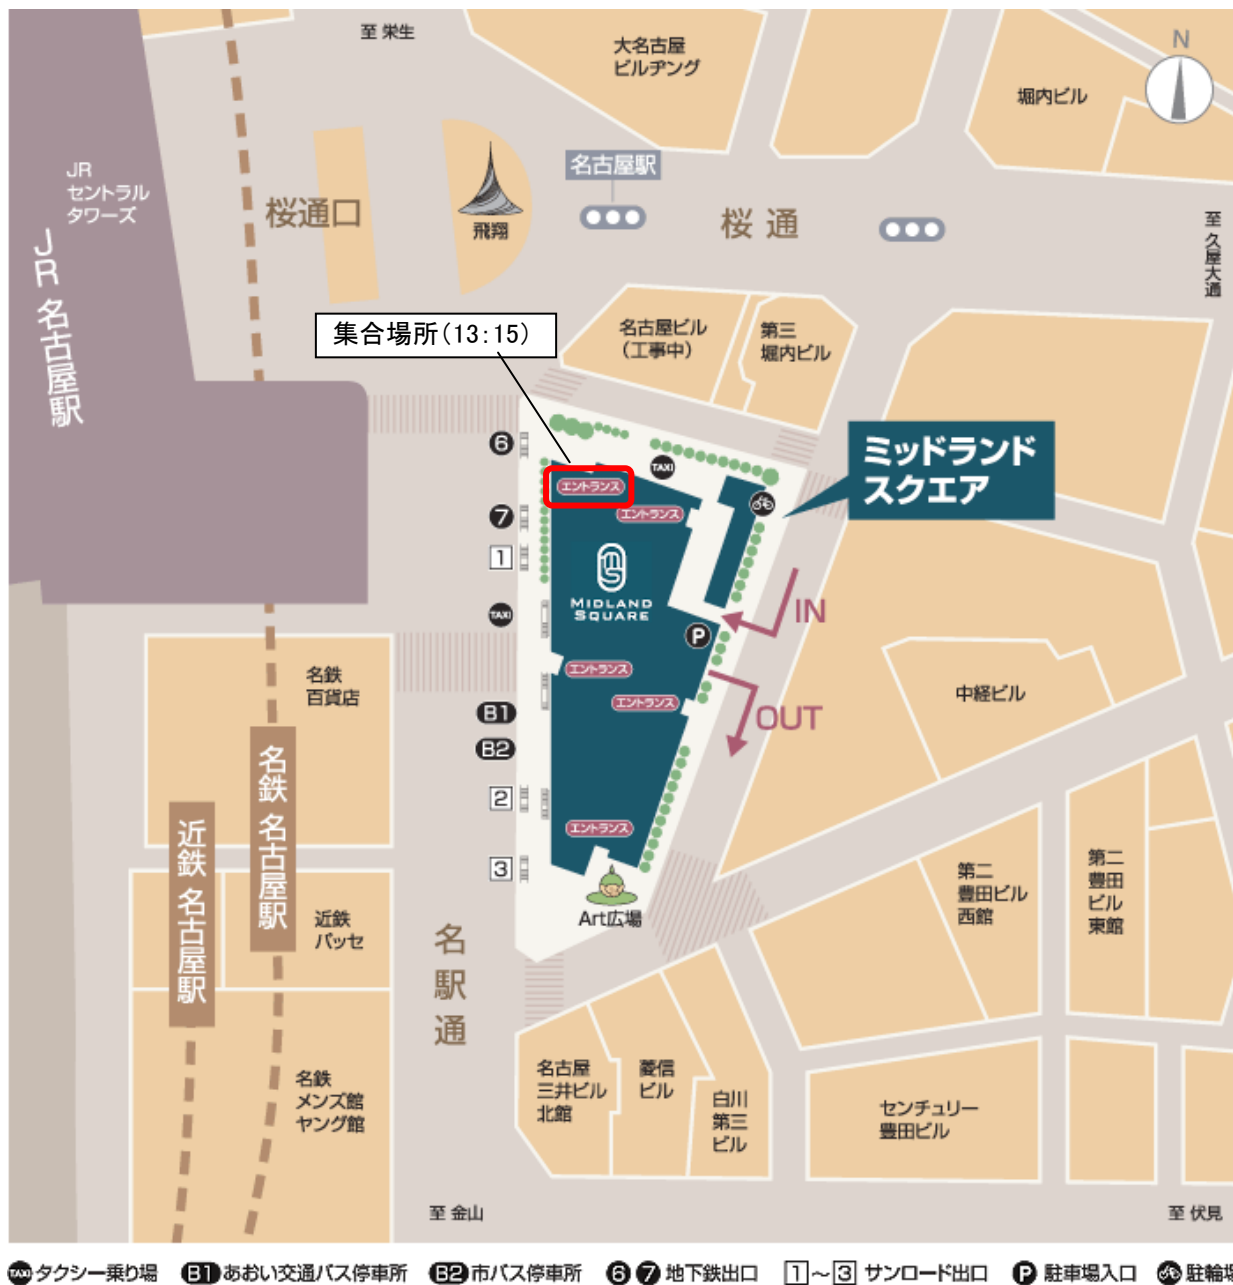 至 栄生
大名古屋
ビルヂング
N
堀内ビル
JR
セントラル
タワーズ
名古屋駅
桜通口
飛翔
桜通
至 久屋大通
JR 名古屋駅
集合場所(13:15)
名古屋ビル
(工事中)
第三
堀内ビル
6
TAXI
ミッドランド
スクエア
エントランス
エントランス
7
1
MIDLAND
SQUARE
TAXI
IN
P
名鉄
百貨店
エントランス
エントランス
中経ビル
B1
OUT
B2
名鉄 名古屋駅
2
近鉄 名古屋駅
エントランス
3
第二
豊田ビル
西館
第二
豊田
ビル
東館
近鉄
パッセ
Art広場
名駅通
名鉄
メンズ館
ヤング館
名古屋
三井ビル
北館
菱信
ビル
白川
第三
ビル
センチュリー
豊田ビル
至 金山
至 伏見
TAXI タクシー乗り場 B1 あおい交通バス停車所 B2 市バス停車所 6 7 地下鉄出口 1～3 サンロード出口 P 駐車場入口 駐輪場